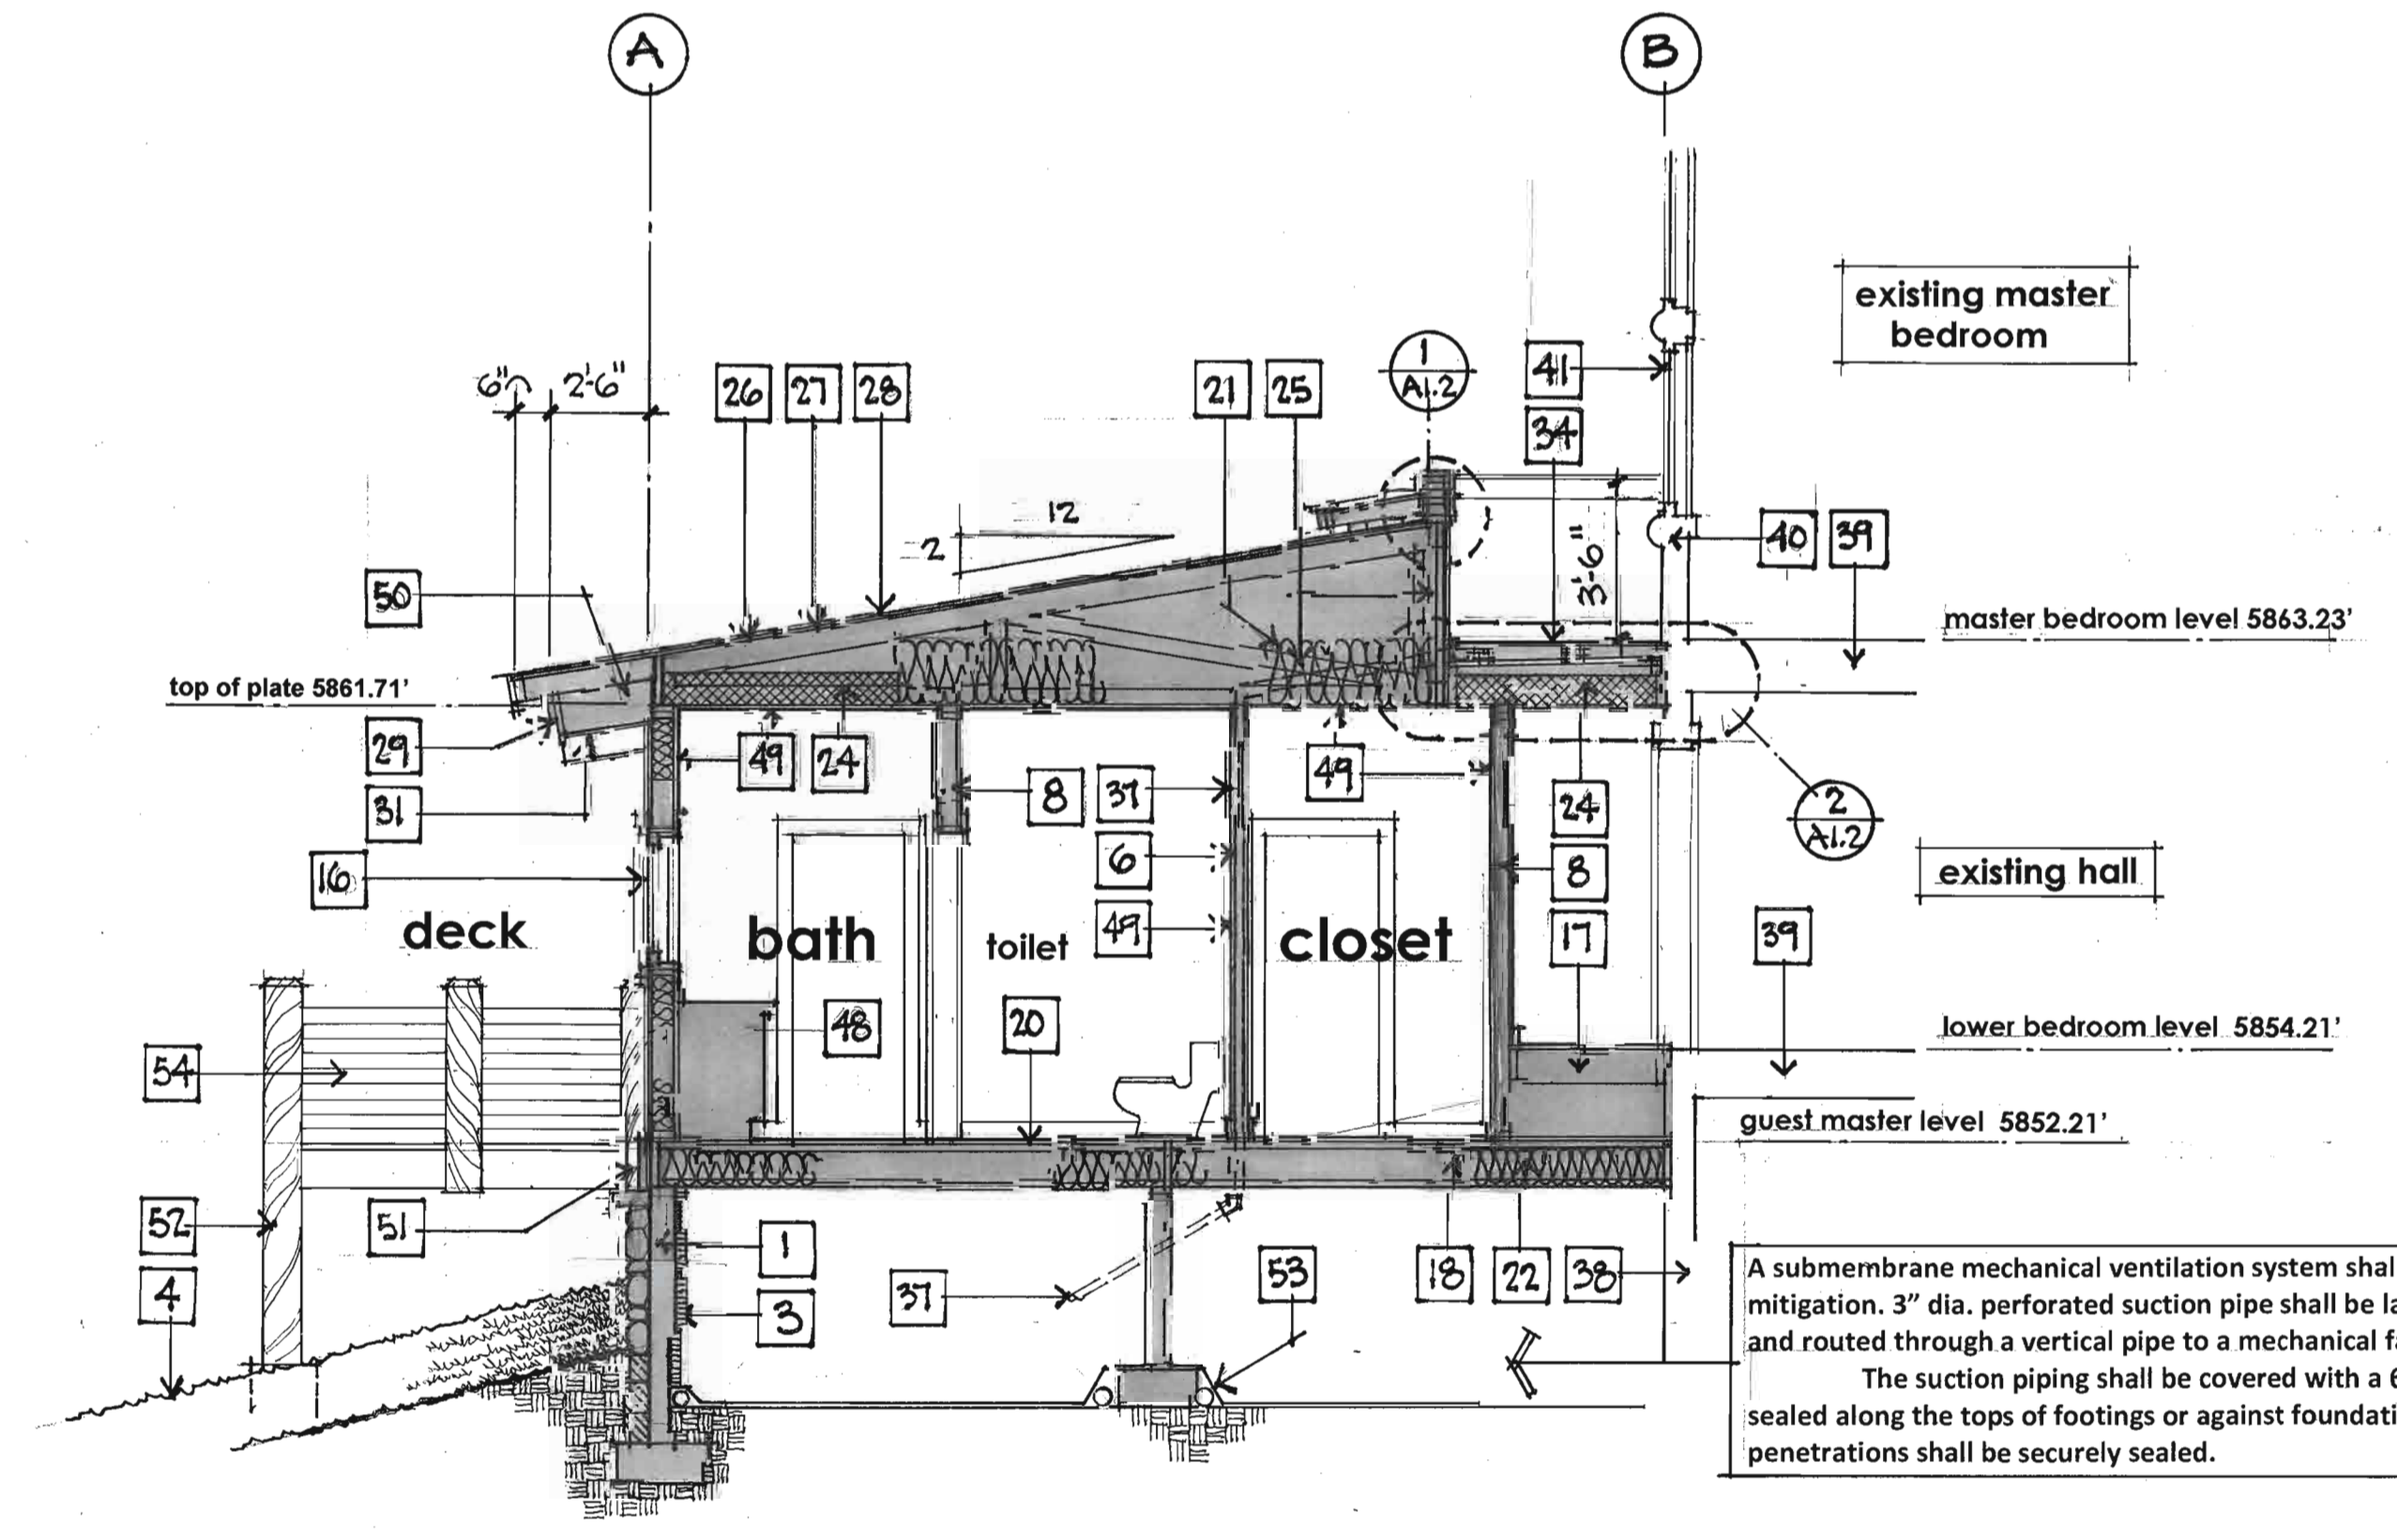 A
B
existing master
bedroom
6"
2'-6"
26
27
28
21
25
1
A1.2
41
34
12
2
3'-6"
40
39
50
master bedroom level 5863.23'
top of plate 5861.71'
29
49
24
8
37
49
31
6
24
2
A1.2
16
8
existing hall
deck
bath
toilet
49
closet
17
39
48
20
lower bedroom level 5854.21'
54
guest master level 5852.21'
52
51
1
4
37
53
18
22
38
3
A submembrane mechanical ventilation system shal
mitigation. 3" dia. perforated suction pipe shall be la
and routed through a vertical pipe to a mechanical fa
The suction piping shall be covered with a 6
sealed along the tops of footings or against foundati
penetrations shall be securely sealed.